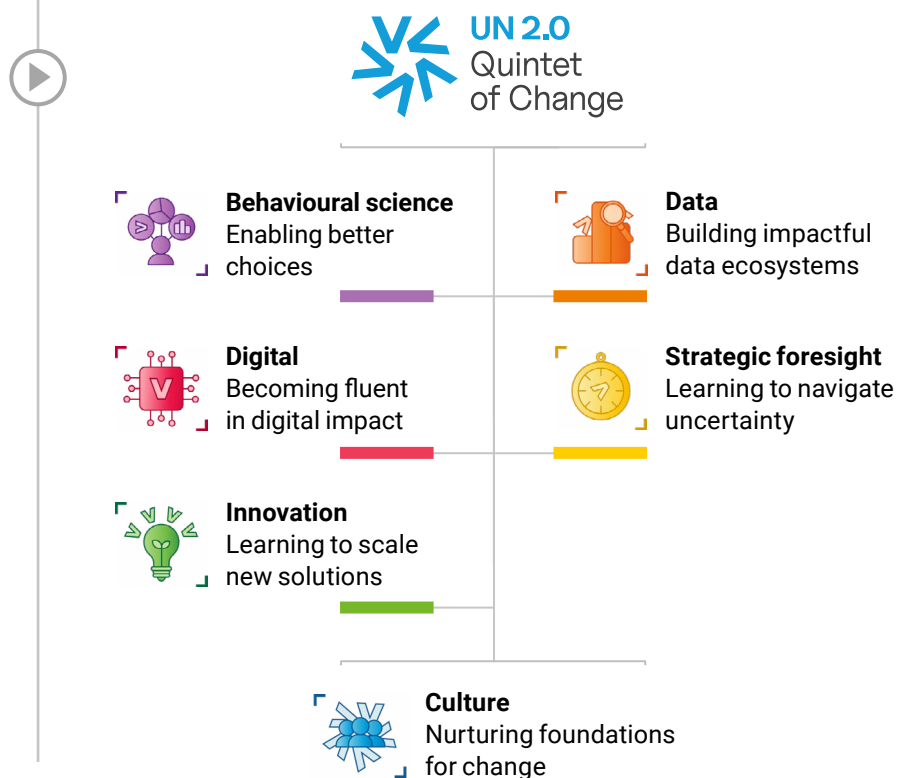 UN 2.0
Quintet
of Change
Behavioural science
Enabling better
choices
Data
Building impactful
data ecosystems
Digital
Becoming fluent
in digital impact
Strategic foresight
Learning to navigate
uncertainty
Innovation
Learning to scale
new solutions
Culture
Nurturing foundations
for change